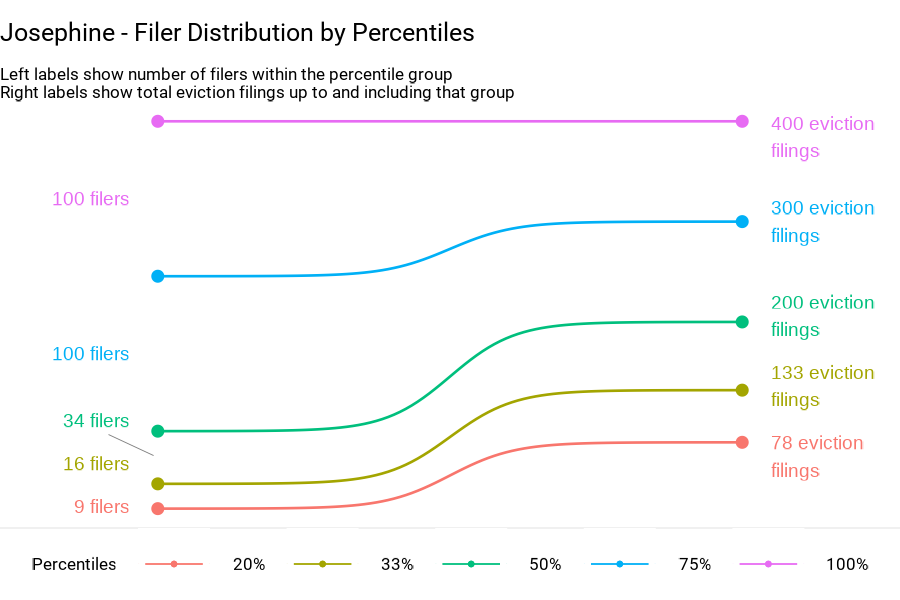 Josephine - Filer Distribution by Percentiles
Left labels show number of filers within the percentile group
Right labels show total eviction filings up to and including that group
400 eviction
filings
100 filers
300 eviction
filings
200 eviction
filings
100 filers
133 eviction
filings
34 filers
78 eviction
filings
16 filers
9 filers
Percentiles 20% 33% 50% 75% 100%